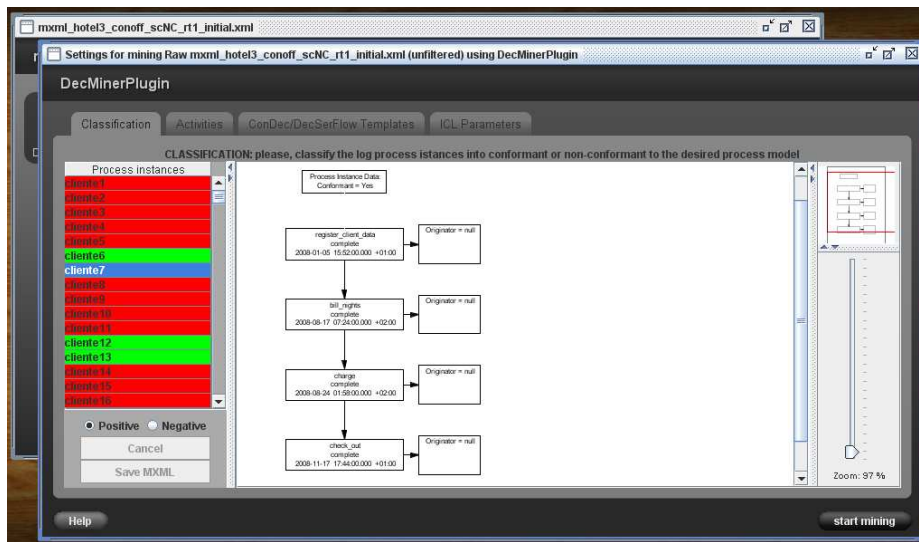 mxml_hotel3_conoff_scNC_rt1_initial.xml
Settings for mining Raw mxml_hotel3_conoff_scNC_rt1_initial.xml (unfiltered) using DecMinerPlugin
DecMinerPlugin
Classification
Activities
ConDec/DecSerFlow Templates
ICL Parameters
CLASSIFICATION: please, classify the log process istances into conformant or non-conformant to the desired process model
Process instances
cliente1
cliente2
cliente3
cliente4
cliente5
cliente6
cliente7
cliente8
cliente9
cliente10
cliente11
cliente12
cliente13
cliente14
cliente15
cliente16
Positive
Negative
Cancel
Save MXML
Process Instance Data:
Conformant = Yes
register_client_data
complete
2008-01-05 15:52:00.000 +01:00
Originator = null
bill_nights
complete
2008-08-17 07:24:00.000 +02:00
Originator = null
charge
complete
2008-08-24 01:58:00.000 +02:00
Originator = null
check_out
complete
2008-11-17 17:44:00.000 +01:00
Originator = null
Zoom: 97 %
Help
start mining